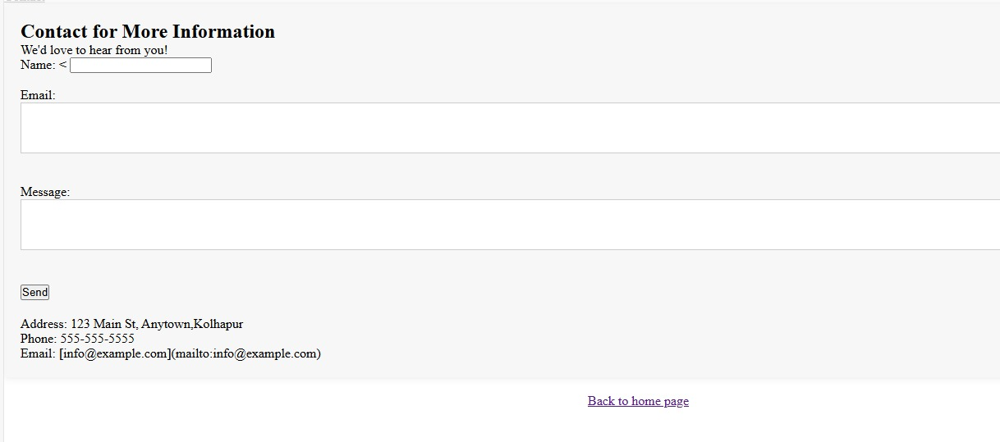 Contact for More Information
We'd love to hear from you!
Name: <
Email:
Message:
Send
Address: 123 Main St, Anytown,Kolhapur
Phone: 555-555-5555
Email: [info@example.com](mailto:info@example.com)
Back to home page